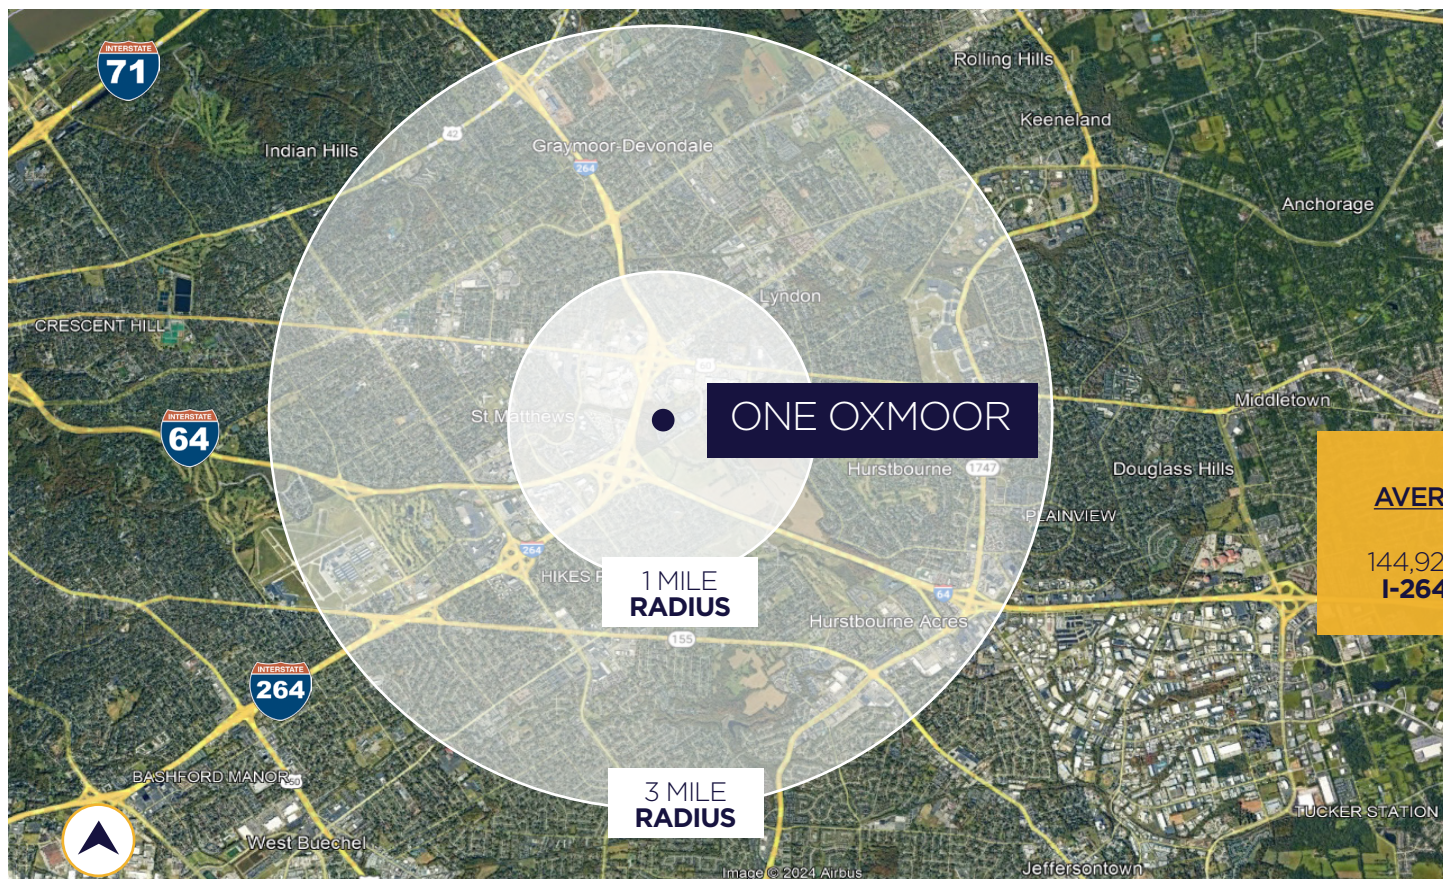 INTERSTATE
71
Rolling Hills
Keeneland
42
Indian Hills
Graymoor-Devondale
264
Anchorage
Lyndon
CRESCENT HILL
60
Middletown
INTERSTATE
64
St Matthews
ONE OXMOOR
Hurstbourne
1747
Douglass Hills
AVER
PLAINVIEW
264
144,92
I-264
HIKES P
1 MILE
RADIUS
64
Hurstbourne Acres
155
INTERSTATE
264
BASHFORD MANOR
3 MILE
RADIUS
TUCKER STATION
West Buechel
Jeffersontown
Image © 2024 Airbus